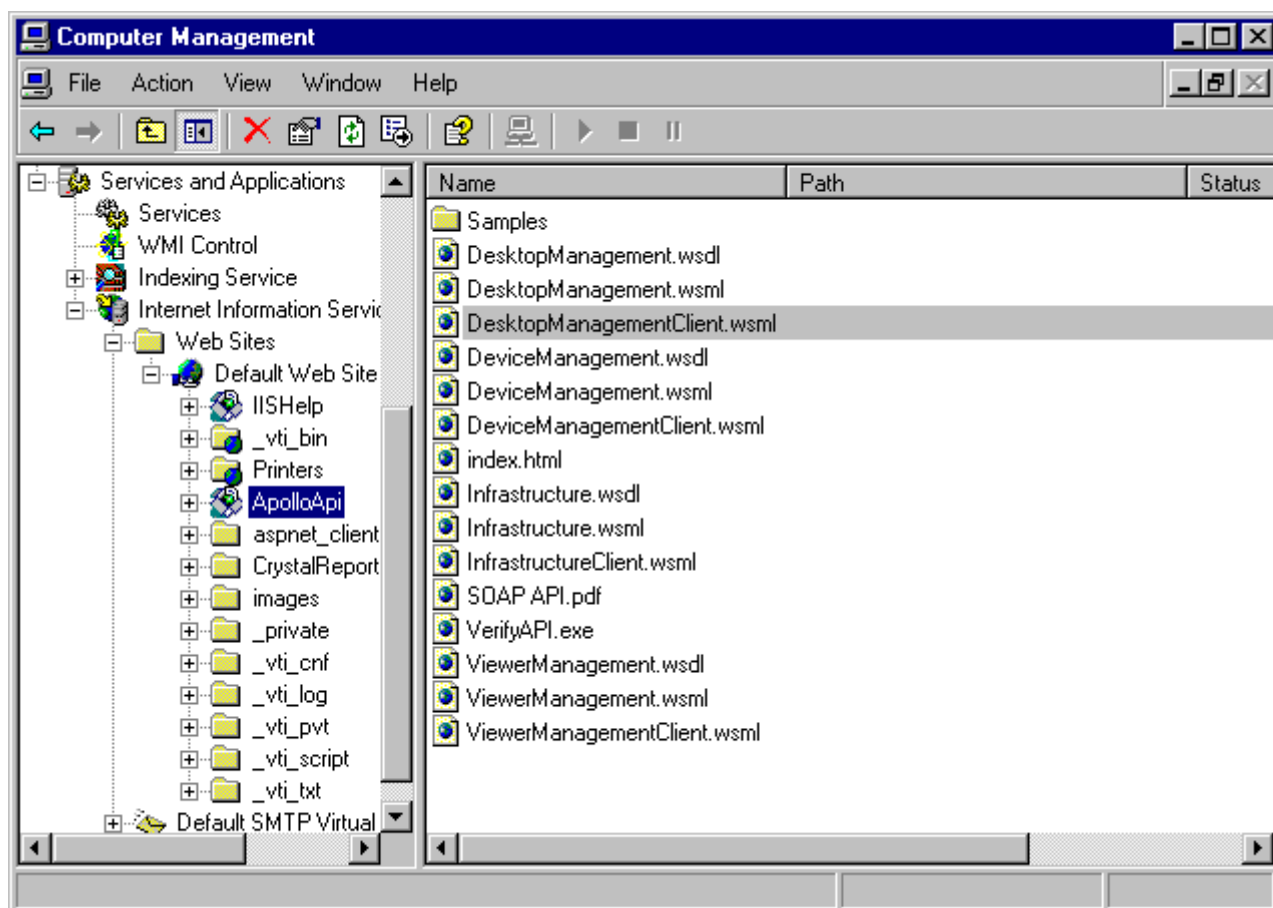 Computer Management
File Action View Window Help
Services and Applications
Services
WMI Control
Indexing Service
Internet Information Servic
Web Sites
Default Web Site
IISHelp
_vti_bin
Printers
ApolloApi
aspnet_client
CrystalReport
images
_private
_vti_cnf
_vti_log
_vti_pvt
_vti_script
_vti_txt
Default SMTP Virtual
Name Path Status
Samples
DesktopManagement.wsdl
DesktopManagement.wsml
DesktopManagementClient.wsml
DeviceManagement.wsdl
DeviceManagement.wsml
DeviceManagementClient.wsml
index.html
Infrastructure.wsdl
Infrastructure.wsml
InfrastructureClient.wsml
SOAP API.pdf
VerifyAPI.exe
ViewerManagement.wsdl
ViewerManagement.wsml
ViewerManagementClient.wsml